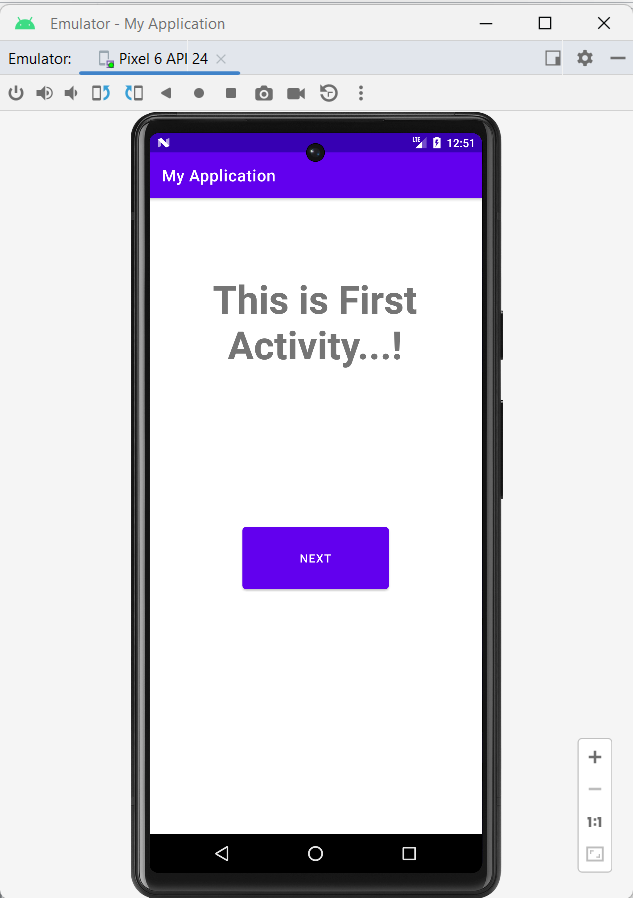 Emulator - My Application
Emulator: Pixel 6 API 24
LTE 12:51
My Application
This is First
Activity...!
NEXT
1:1